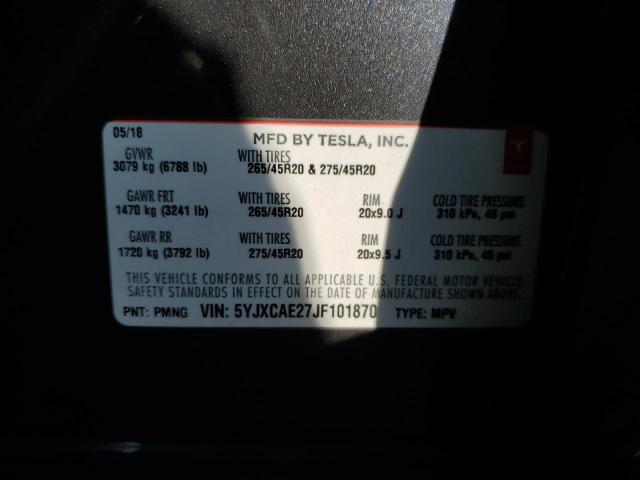 05/18
MFD BY TESLA, INC.
GVWR WITH TIRES
3079 kg (6788 lb) 265/45R20 & 275/45R20
GAWR FRT WITH TIRES RIM COLD TIRE PRESSURE
1470 kg (3241 lb) 265/45R20 20x9.0 J 310 kPa, 45 psi
GAWR RR WITH TIRES RIM COLD TIRE PRESSURE
1720 kg (3792 lb) 275/45R20 20x9.5 J 310 kPa, 45 psi
THIS VEHICLE CONFORMS TO ALL APPLICABLE U.S. FEDERAL MOTOR VEHICLE
SAFETY STANDARDS IN EFFECT ON THE DATE OF MANUFACTURE SHOWN ABOVE.
PNT: PMNG VIN: 5YJXCAE27JF101870 TYPE: MPV